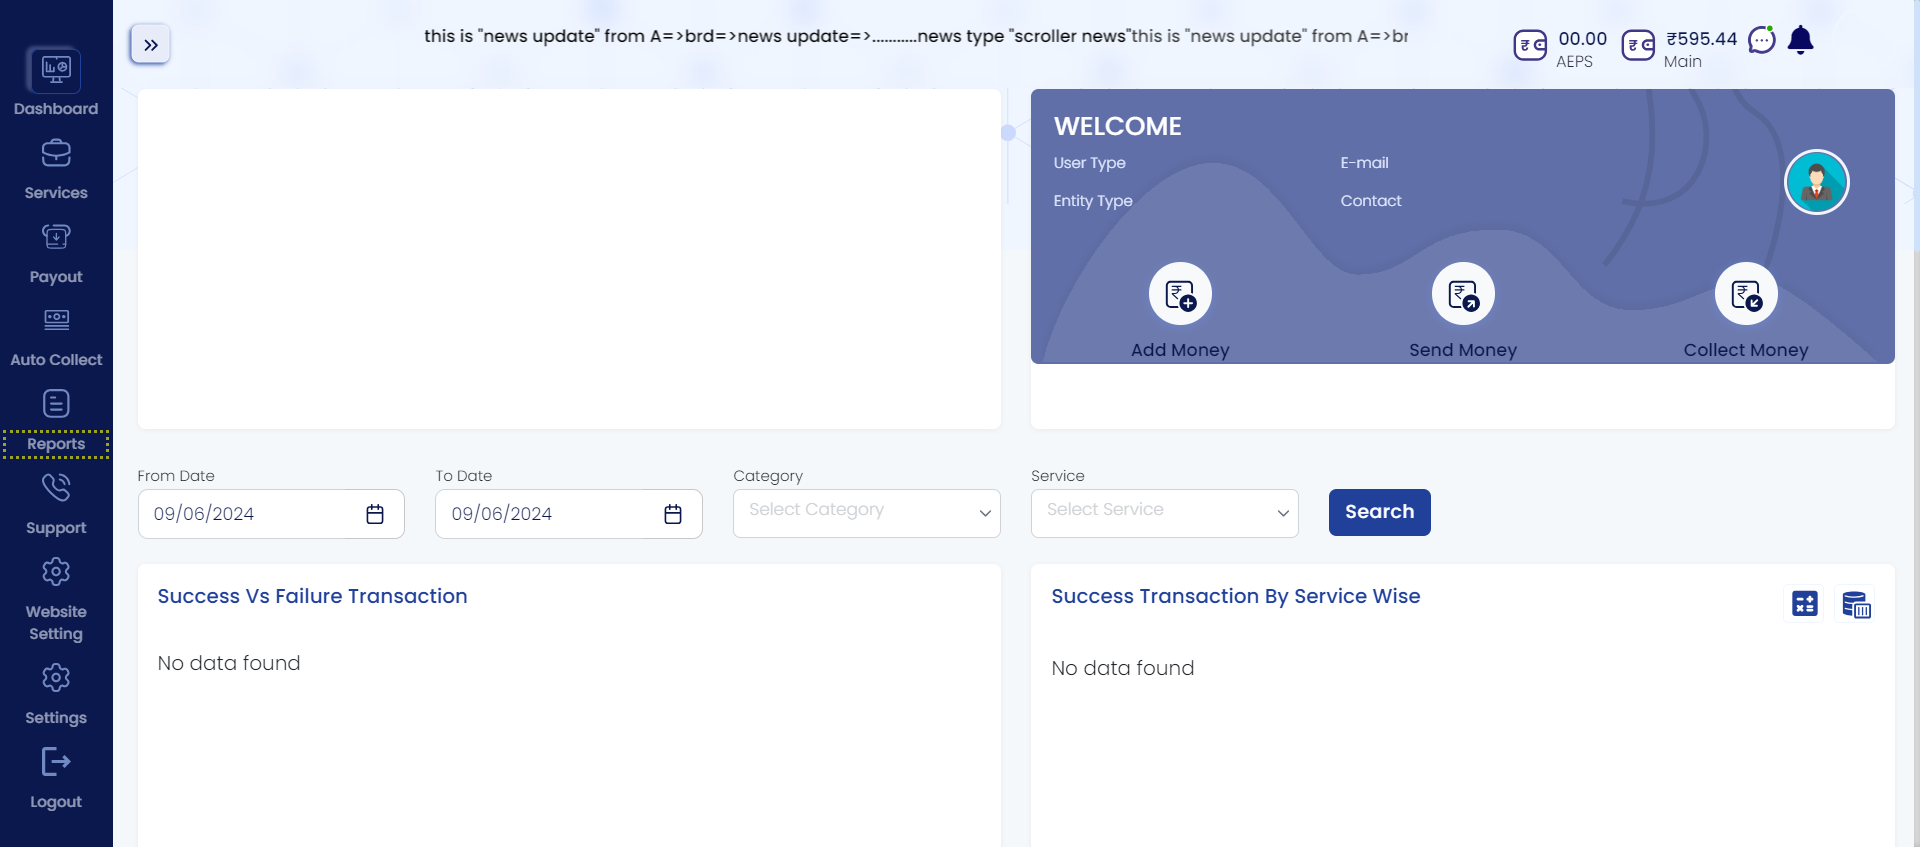 this is "news update" from A=>brd=>news update=>...........news type "scroller news"this is "news update" from A=>br
₹ 00.00
AEPS
₹ ₹595.44
Main
Dashboard
Services
Payout
Auto Collect
Reports
Support
Website
Setting
Settings
Logout
WELCOME
User Type
E-mail
Entity Type
Contact
₹
Add Money
₹
Send Money
₹
Collect Money
From Date
09/06/2024
To Date
09/06/2024
Category
Select Category
Service
Select Service
Search
Success Vs Failure Transaction
No data found
Success Transaction By Service Wise
No data found